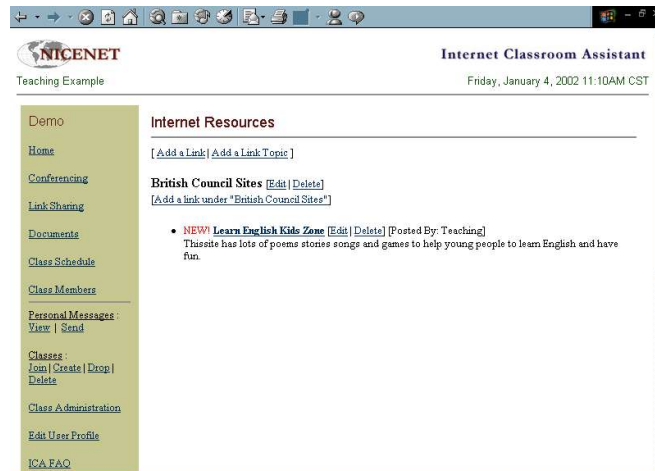 NICENET
Internet Classroom Assistant
Teaching Example
Friday, January 4, 2002 11:10AM CST
Demo
Home
Conferencing
Link Sharing
Documents
Class Schedule
Class Members
Personal Messages :
View | Send
Classes :
Join | Create | Drop |
Delete
Class Administration
Edit User Profile
ICA FAQ
Internet Resources
[ Add a Link | Add a Link Topic ]
British Council Sites [Edit | Delete]
[Add a link under "British Council Sites"]
• NEW! Learn English Kids Zone [Edit | Delete] [Posted By: Teaching]
Thissite has lots of poems stories songs and games to help young people to learn English and have
fun.